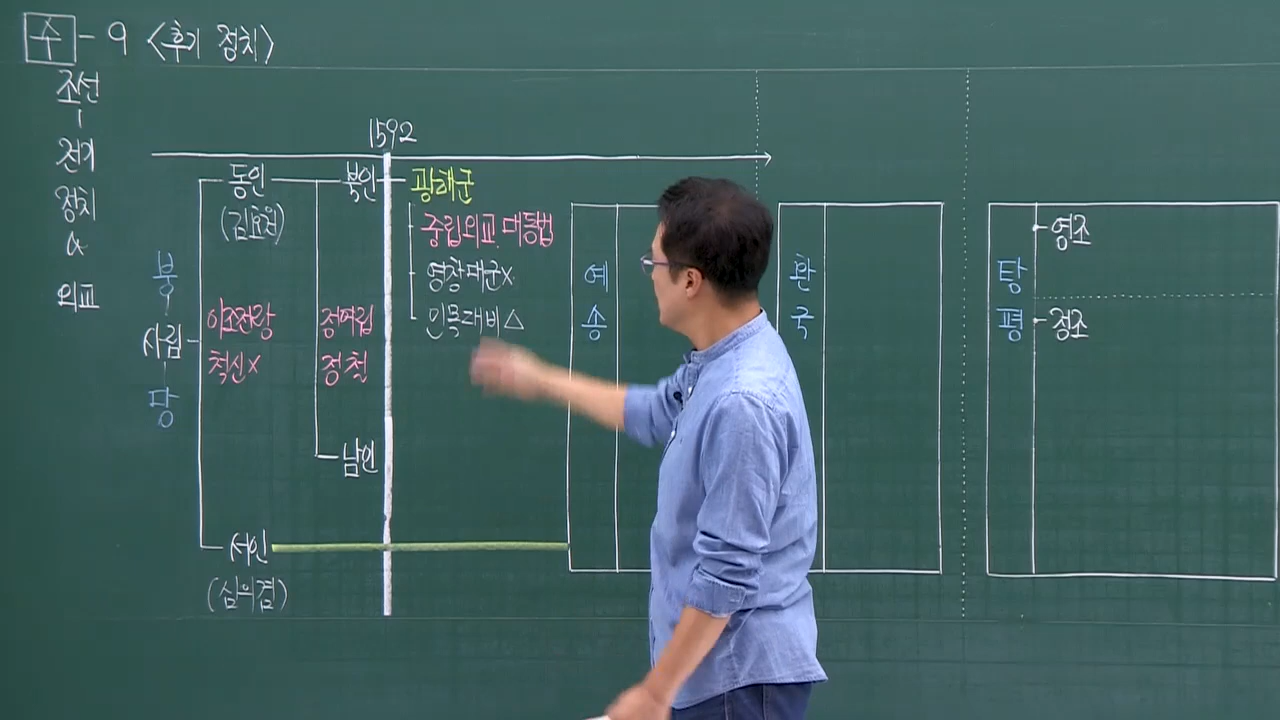 수 - 9 <후기 정치>
조선
전기
정치
&
외교
1592
동인
(김효원)
북인
광해군
중립외교, 대동법
영창대군X
인목대비△
붕
사림
당
이조전랑
척신X
정여립
정철
남인
서인
(심의겸)
예
송
환
국
탕
평
영조
정조